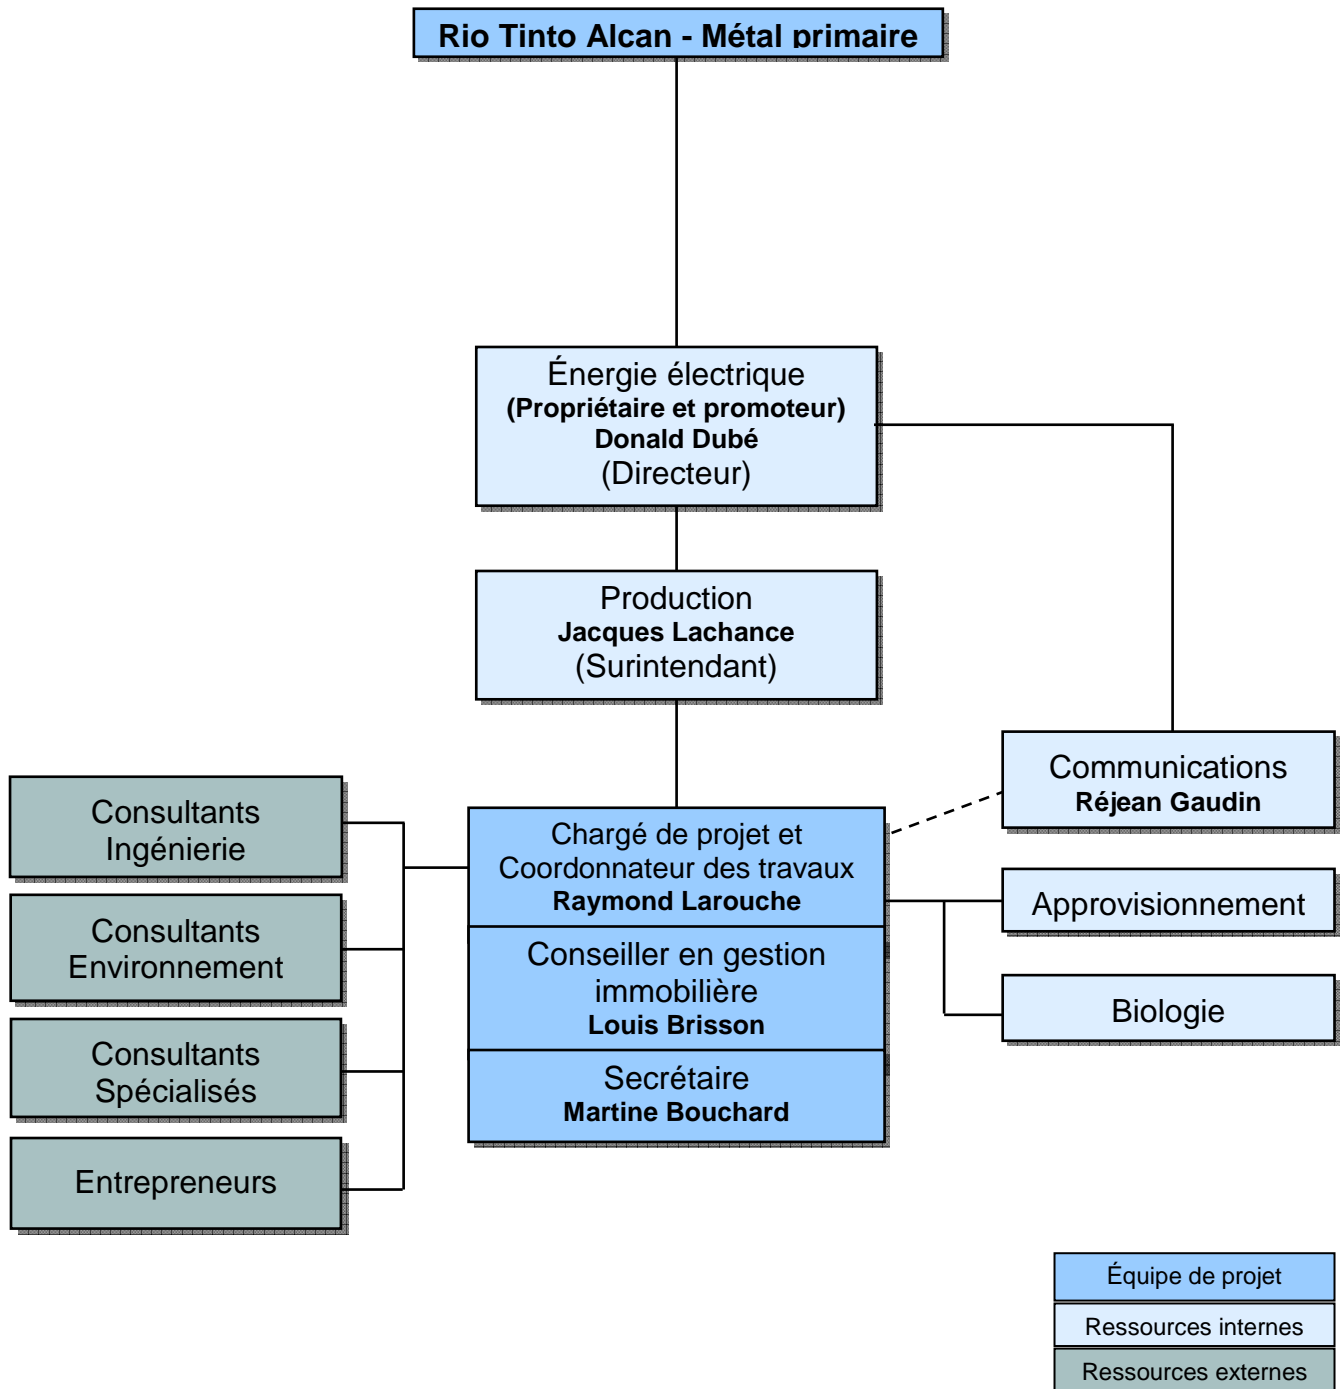 Rio Tinto Alcan - Métal primaire
Énergie électrique
(Propriétaire et promoteur)
Donald Dubé
(Directeur)
Production
Jacques Lachance
(Surintendant)
Communications
Réjean Gaudin
Consultants
Ingénierie
Chargé de projet et
Coordonnateur des travaux
Raymond Larouche
Approvisionnement
Consultants
Environnement
Conseiller en gestion
immobilière
Louis Brisson
Biologie
Consultants
Spécialisés
Secrétaire
Martine Bouchard
Entrepreneurs
Équipe de projet
Ressources internes
Ressources externes